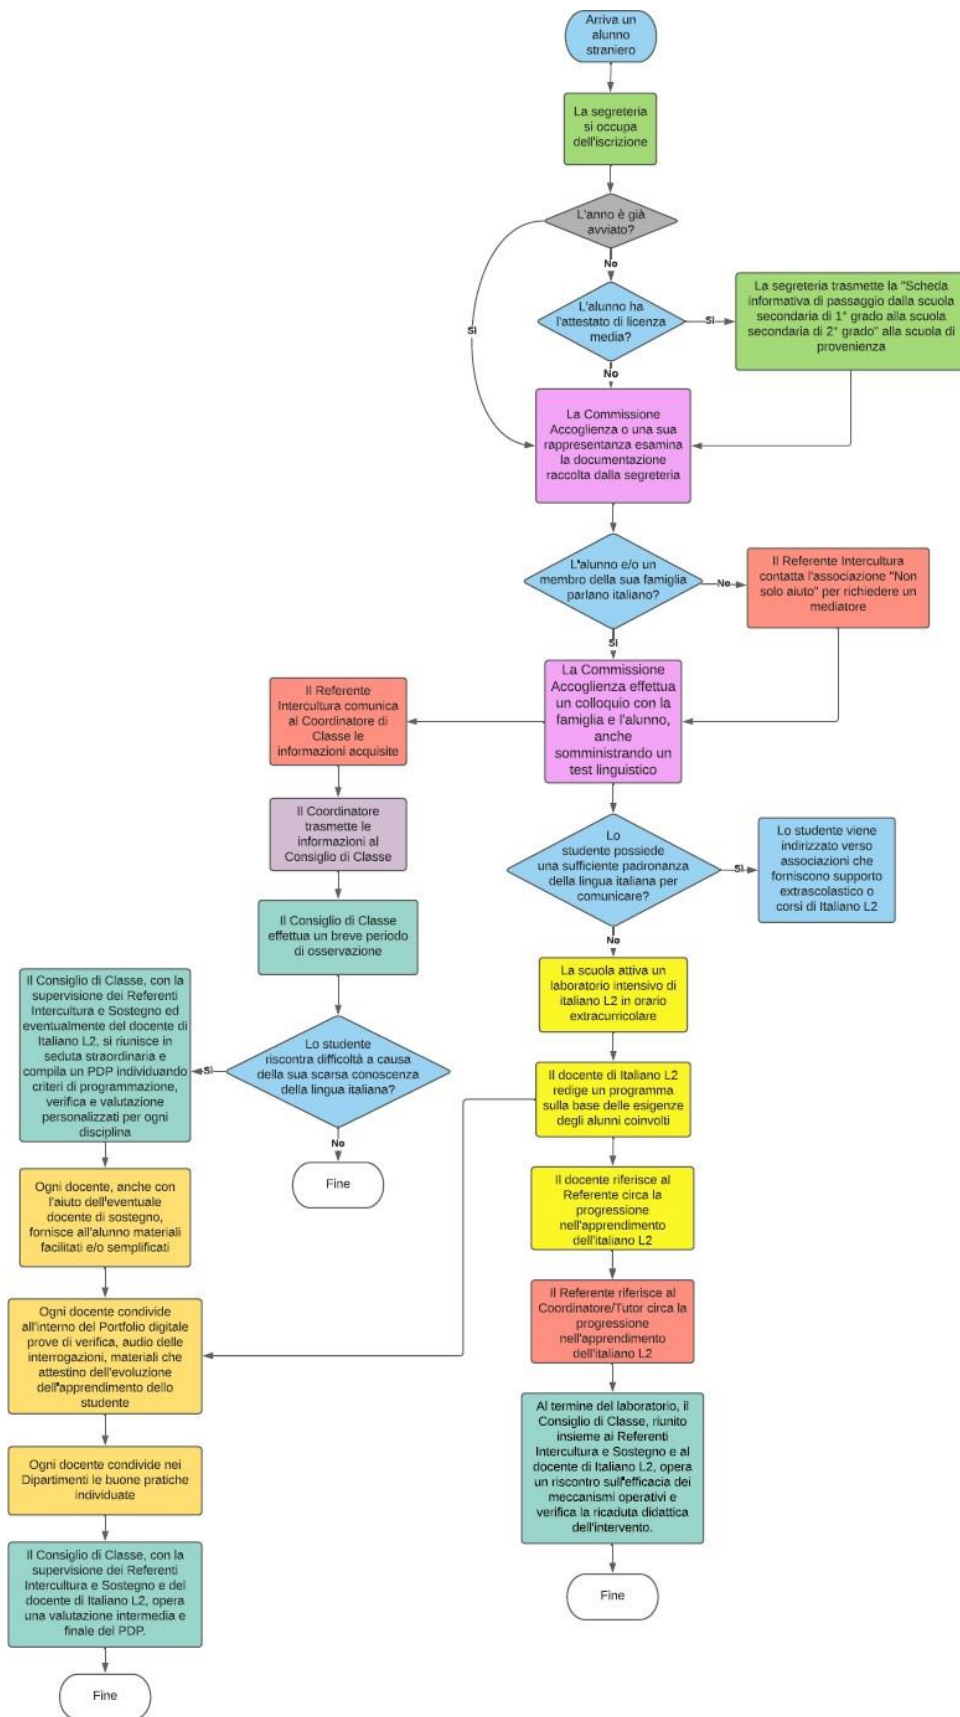 Arriva un
alunno
straniero
La segreteria
si occupa
dell'iscrizione
L'anno è già
avviato?
No
Sì
L'alunno ha
l'attestato di licenza
media?
Sì
La segreteria trasmette la "Scheda
informativa di passaggio dalla scuola
secondaria di 1° grado alla scuola
secondaria di 2° grado" alla scuola di
provenienza
No
La Commissione
Accoglienza o una sua
rappresentanza esamina
la documentazione
raccolta dalla segreteria
L'alunno e/o un
membro della sua famiglia
parlano italiano?
No
Il Referente Intercultura
contatta l'associazione "Non
solo aiuto" per richiedere un
mediatore
Sì
La Commissione
Accoglienza effettua
un colloquio con la
famiglia e l'alunno,
anche
somministrando un
test linguistico
Il Referente
Intercultura comunica
al Coordinatore di
Classe le
informazioni acquisite
Il Coordinatore
trasmette le
informazioni al
Consiglio di Classe
Il Consiglio di Classe
effettua un breve periodo
di osservazione
Lo studente
riscontra difficoltà a causa
della sua scarsa conoscenza
della lingua italiana?
Sì
No
Fine
Il Consiglio di Classe, con la
supervisione dei Referenti
Intercultura e Sostegno ed
eventualmente del docente di
Italiano L2, si riunisce in
seduta straordinaria e
compila un PDP individuando
criteri di programmazione,
verifica e valutazione
personalizzati per ogni
disciplina
Ogni docente, anche con
l'aiuto dell'eventuale
docente di sostegno,
fornisce all'alunno materiali
facilitati e/o semplificati
Ogni docente condivide
all'interno del Portfolio digitale
prove di verifica, audio delle
interrogazioni, materiali che
attestino dell'evoluzione
dell'apprendimento dello
studente
Ogni docente condivide nei
Dipartimenti le buone pratiche
individuate
Il Consiglio di Classe, con la
supervisione dei Referenti
Intercultura e Sostegno e del
docente di Italiano L2, opera
una valutazione intermedia e
finale del PDP.
Fine
Lo
studente possiede
una sufficiente padronanza
della lingua italiana per
comunicare?
Sì
Lo studente viene
indirizzato verso
associazioni che
forniscono supporto
extrascolastico o
corsi di Italiano L2
No
La scuola attiva un
laboratorio intensivo di
italiano L2 in orario
extracurricolare
Il docente di Italiano L2
redige un programma
sulla base delle esigenze
degli alunni coinvolti
Il docente riferisce al
Referente circa la
progressione
nell'apprendimento
dell'italiano L2
Il Referente riferisce al
Coordinatore/Tutor circa la
progressione
nell'apprendimento
dell'italiano L2
Al termine del laboratorio, il
Consiglio di Classe, riunito
insieme ai Referenti
Intercultura e Sostegno e al
docente di Italiano L2, opera
un riscontro sull'efficacia dei
meccanismi operativi e
verifica la ricaduta didattica
dell'intervento.
Fine